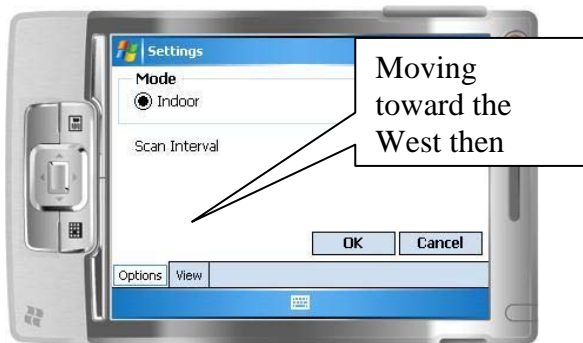 Settings
Mode
Indoor
Scan Interval
Moving
toward the
West then
OK Cancel
Options View